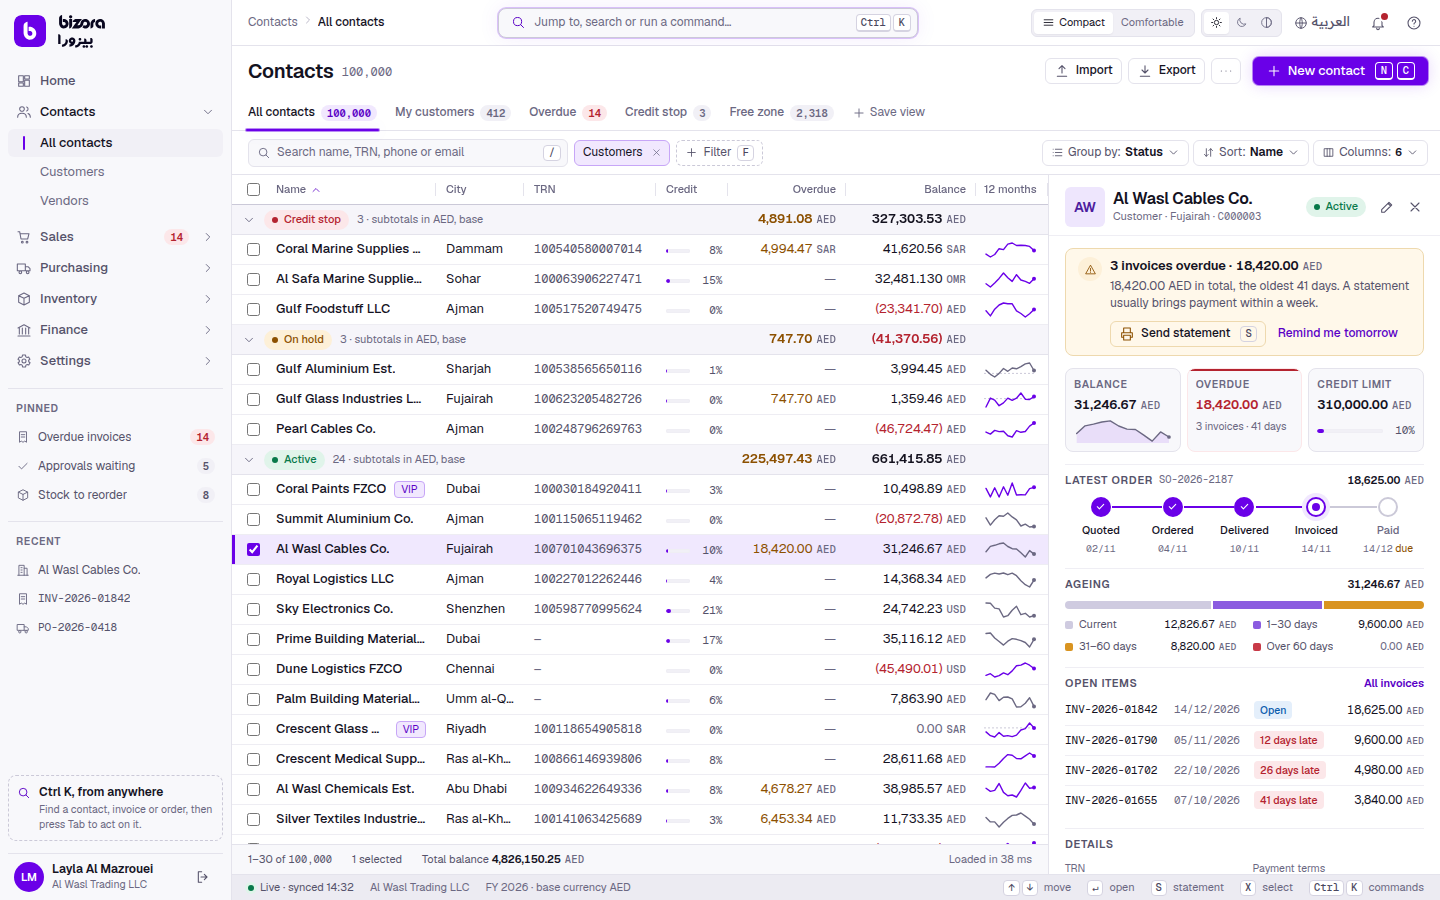 bizora
بيزورا
Home
Contacts
All contacts
Customers
Vendors
Sales 14
Purchasing
Inventory
Finance
Settings
PINNED
Overdue invoices 14
Approvals waiting 5
Stock to reorder 8
RECENT
Al Wasl Cables Co.
INV-2026-01842
PO-2026-0418
Ctrl K, from anywhere
Find a contact, invoice or order, then
press Tab to act on it.
LM Layla Al Mazrouei
Al Wasl Trading LLC
Contacts All contacts
Jump to, search or run a command... Ctrl K
Compact Comfortable
العربية
Contacts 100,000
Import Export ... New contact N C
All contacts 100,000 My customers 412 Overdue 14 Credit stop 3 Free zone 2,318 + Save view
Search name, TRN, phone or email / Customers × + Filter F
Group by: Status Sort: Name Columns: 6
Name City TRN Credit Overdue Balance 12 months
Credit stop 3 · subtotals in AED, base 4,891.08 AED 327,303.53 AED
Coral Marine Supplies ... Dammam 100540580007014 8% 4,994.47 SAR 41,620.56 SAR
Al Safa Marine Supplie... Sohar 100063906227471 15% — 32,481.130 OMR
Gulf Foodstuff LLC Ajman 100517520749475 0% — (23,341.70) AED
On hold 3 · subtotals in AED, base 747.70 AED (41,370.56) AED
Gulf Aluminium Est. Sharjah 100538565650116 1% — 3,994.45 AED
Gulf Glass Industries L... Fujairah 100623205482726 0% 747.70 AED 1,359.46 AED
Pearl Cables Co. Ajman 100248796269763 0% — (46,724.47) AED
Active 24 · subtotals in AED, base 225,497.43 AED 661,415.85 AED
Coral Paints FZCO VIP Dubai 100030184920411 3% — 10,498.89 AED
Summit Aluminium Co. Ajman 100115065119462 0% — (20,872.78) AED
Al Wasl Cables Co. Fujairah 100701043696375 10% 18,420.00 AED 31,246.67 AED
Royal Logistics LLC Ajman 100227012262446 4% — 14,368.34 AED
Sky Electronics Co. Shenzhen 100598770995624 21% — 24,742.23 USD
Prime Building Material... Dubai – 17% — 35,116.12 AED
Dune Logistics FZCO Chennai – 0% — (45,490.01) USD
Palm Building Material... Umm al-Q... – 6% — 7,863.90 AED
Crescent Glass ... VIP Riyadh 100118654905818 0% — 0.00 SAR
Crescent Medical Supp... Ras al-Kh... 100866146939806 8% — 28,611.68 AED
Al Wasl Chemicals Est. Abu Dhabi 100934622649336 8% 4,678.27 AED 38,985.57 AED
Silver Textiles Industrie... Ras al-Kh... 100141063425689 3% 6,453.34 AED 11,733.35 AED
1–30 of 100,000 1 selected Total balance 4,826,150.25 AED Loaded in 38 ms
AW Al Wasl Cables Co. Active
Customer · Fujairah · C000003
3 invoices overdue · 18,420.00 AED
18,420.00 AED in total, the oldest 41 days. A statement
usually brings payment within a week.
Send statement S Remind me tomorrow
BALANCE OVERDUE CREDIT LIMIT
31,246.67 AED 18,420.00 AED 310,000.00 AED
3 invoices · 41 days 10%
LATEST ORDER SO-2026-2187 18,625.00 AED
Quoted Ordered Delivered Invoiced Paid
02/11 04/11 10/11 14/11 14/12 due
AGEING 31,246.67 AED
Current 12,826.67 AED 1–30 days 9,600.00 AED
31–60 days 8,820.00 AED Over 60 days 0.00 AED
OPEN ITEMS All invoices
INV-2026-01842 14/12/2026 Open 18,625.00 AED
INV-2026-01790 05/11/2026 12 days late 9,600.00 AED
INV-2026-01702 22/10/2026 26 days late 4,980.00 AED
INV-2026-01655 07/10/2026 41 days late 3,840.00 AED
DETAILS
TRN Payment terms
Live · synced 14:32 Al Wasl Trading LLC FY 2026 · base currency AED
↑ ↓ move ↵ open S statement X select Ctrl K commands